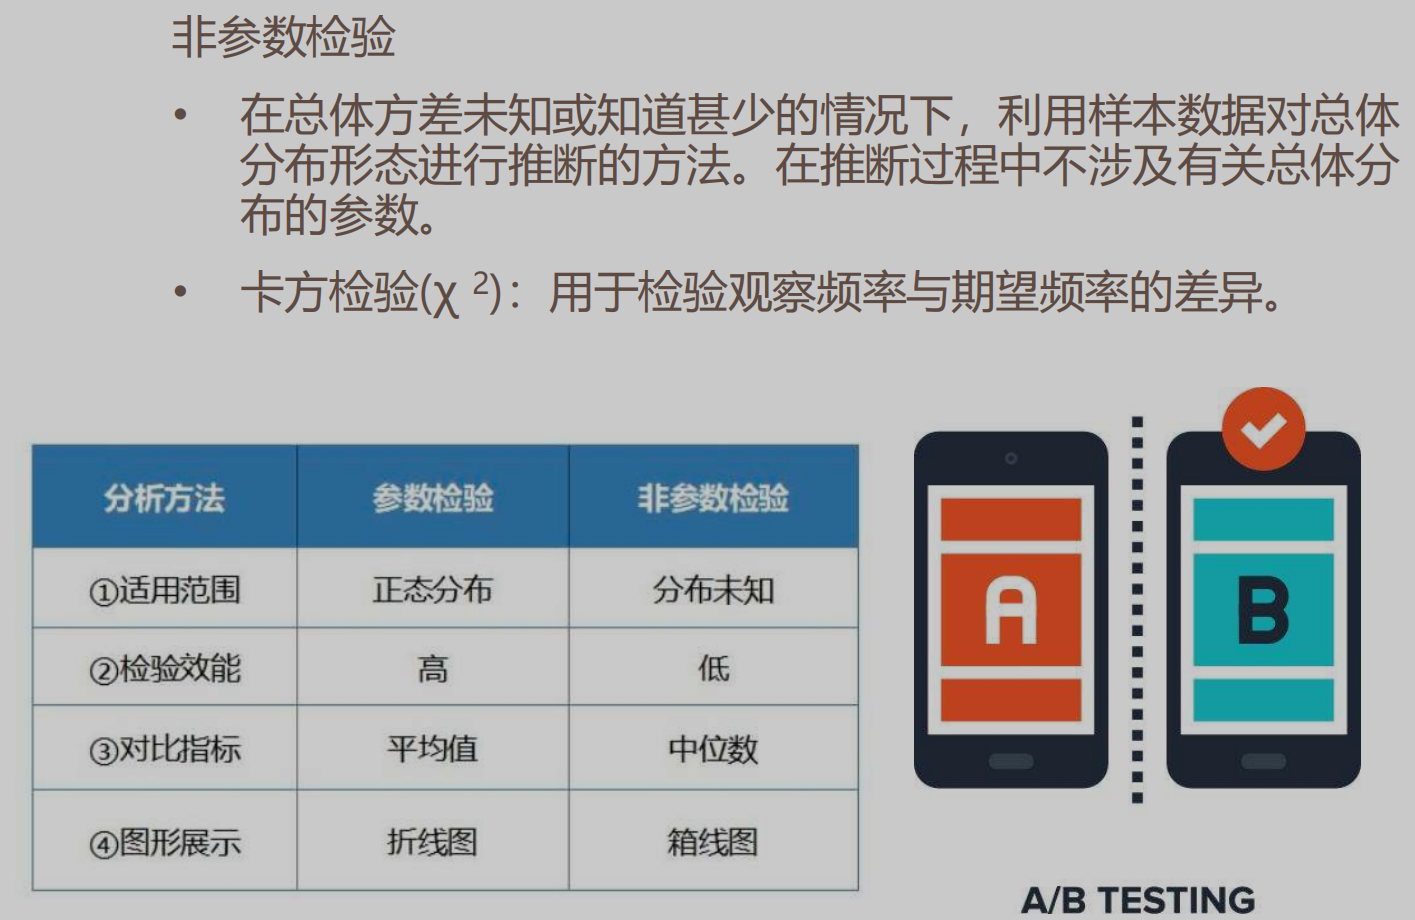 非参数检验
• 在总体方差未知或知道甚少的情况下，利用样本数据对总体
分布形态进行推断的方法。在推断过程中不涉及有关总体分
布的参数。
• 卡方检验(χ ²)：用于检验观察频率与期望频率的差异。
分析方法 参数检验 非参数检验
①适用范围 正态分布 分布未知
②检验效能 高 低
③对比指标 平均值 中位数
④图形展示 折线图 箱线图
A B
A/B TESTING